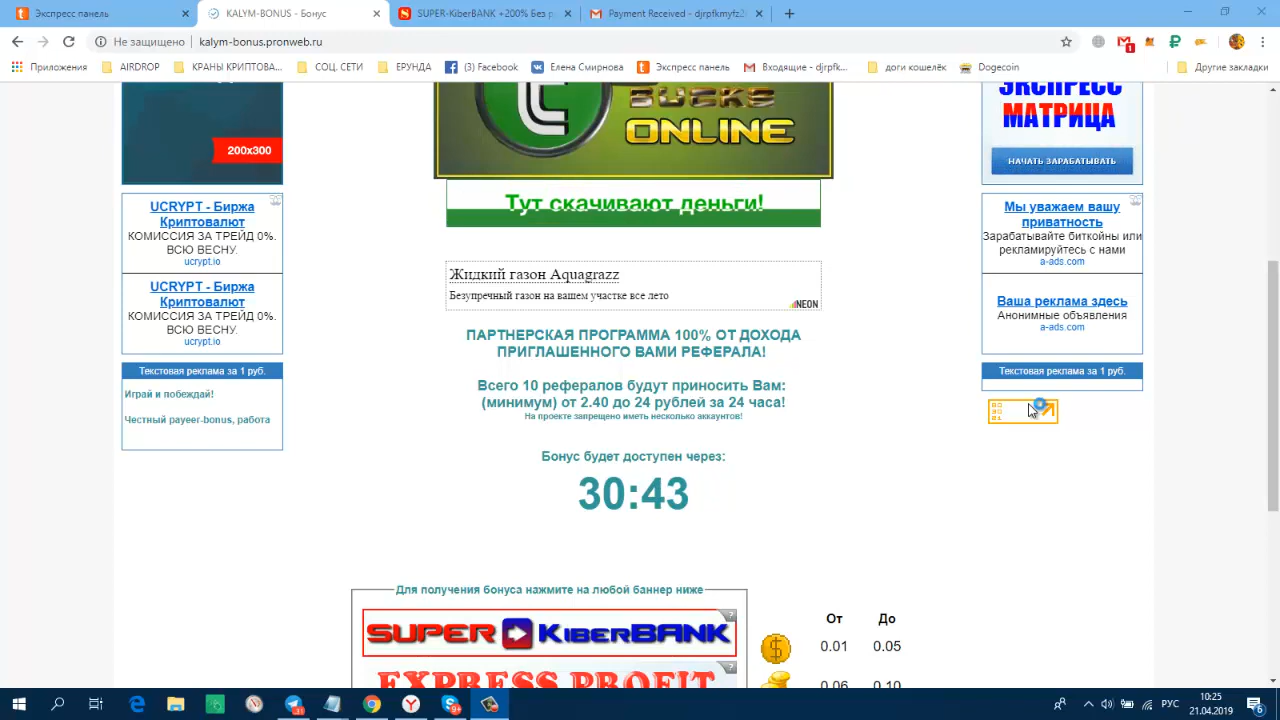 Экспресс панель
KALYM-BONUS - Бонус
SUPER-KiberBANK +200% Без р
Payment Received - djrpfkmyfz2
Не защищено
kalym-bonus.pronweb.ru
1
Приложения
AIRDROP
КРАНЫ КРИПТОВА...
СОЦ. СЕТИ
ЕРУНДА
(3) Facebook
Елена Смирнова
Экспресс панель
Входящие - djrpfk...
доги кошелёк
Dogecoin
Другие закладки
200x300
UCRYPT - Биржа
Криптовалют
КОМИССИЯ ЗА ТРЕЙД 0%.
ВСЮ ВЕСНУ.
ucrypt.io
UCRYPT - Биржа
Криптовалют
КОМИССИЯ ЗА ТРЕЙД 0%.
ВСЮ ВЕСНУ.
ucrypt.io
Текстовая реклама за 1 руб.
Играй и побеждай!
Честный payeer-bonus, работа
BUCKS
ONLINE
Тут скачивают деньги!
Жидкий газон Aquagrazz
Безупречный газон на вашем участке все лето
NEON
ПАРТНЕРСКАЯ ПРОГРАММА 100% ОТ ДОХОДА
ПРИГЛАШЕННОГО ВАМИ РЕФЕРАЛА!
Всего 10 рефералов будут приносить Вам:
(минимум) от 2.40 до 24 рублей за 24 часа!
На проекте запрещено иметь несколько аккаунтов!
Бонус будет доступен через:
30:43
Для получения бонуса нажмите на любой баннер ниже
SUPER KiberBANK
EXPRESS PROFIT
От До
0.01 0.05
0.06 0.10
ЭКСПРЕСС
МАТРИЦА
НАЧАТЬ ЗАРАБАТЫВАТЬ
Мы уважаем вашу
приватность
Зарабатывайте биткойны или
рекламируйтесь с нами
a-ads.com
Ваша реклама здесь
Анонимные объявления
a-ads.com
Текстовая реклама за 1 руб.
РУС
10:25
21.04.2019